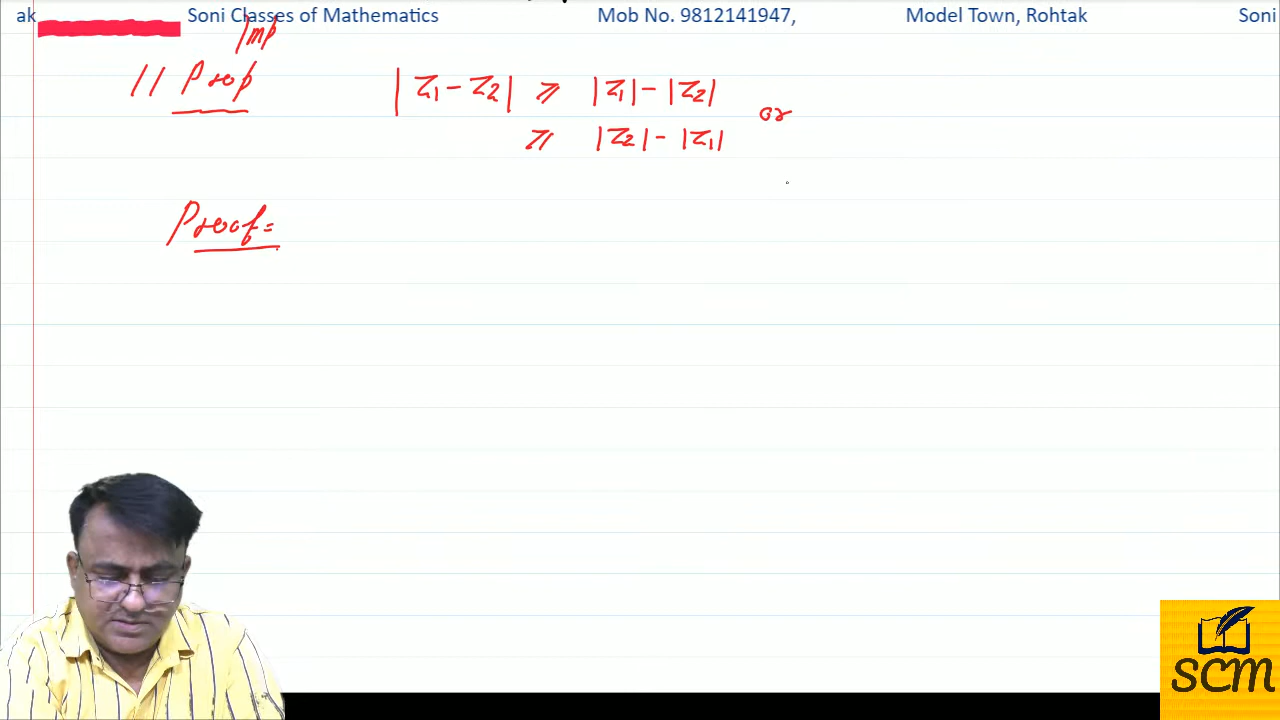 ak Soni Classes of Mathematics Mob No. 9812141947, Model Town, Rohtak Soni
Imp
// Prop |Z1 - Z2| ≥ |Z1| - |Z2| or
≥ |Z2| - |Z1|
Proof =
SCM